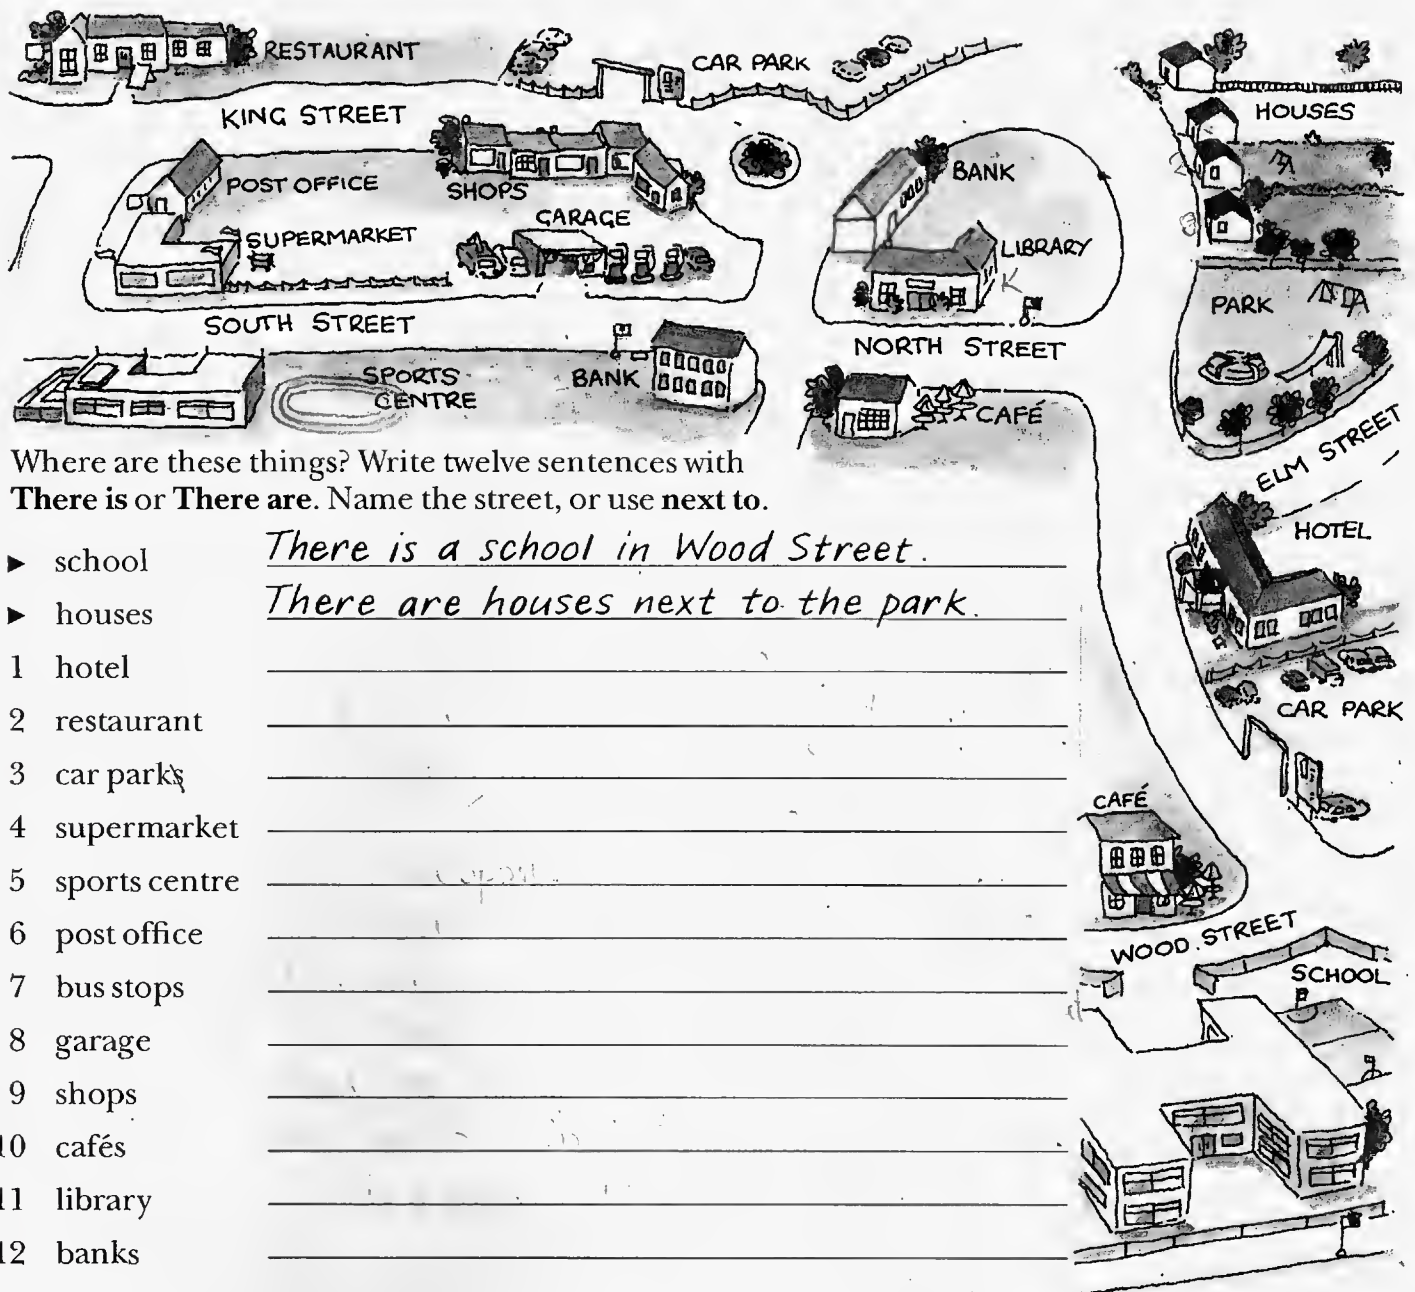 RESTAURANT
CAR PARK
HOUSES
KING STREET
POST OFFICE
SHOPS
BANK
GARAGE
SUPERMARKET
LIBRARY
K
PARK
SOUTH STREET
NORTH STREET
SPORTS
CENTRE
BANK
CAFÉ
ELM STREET
HOTEL
CAR PARK
CAFÉ
WOOD STREET
SCHOOL
Where are these things? Write twelve sentences with
There is or There are. Name the street, or use next to.
► school There is a school in Wood Street.
► houses There are houses next to the park.
1 hotel
2 restaurant
3 car parks
4 supermarket
5 sports centre
6 post office
7 bus stops
8 garage
9 shops
10 cafés
11 library
12 banks